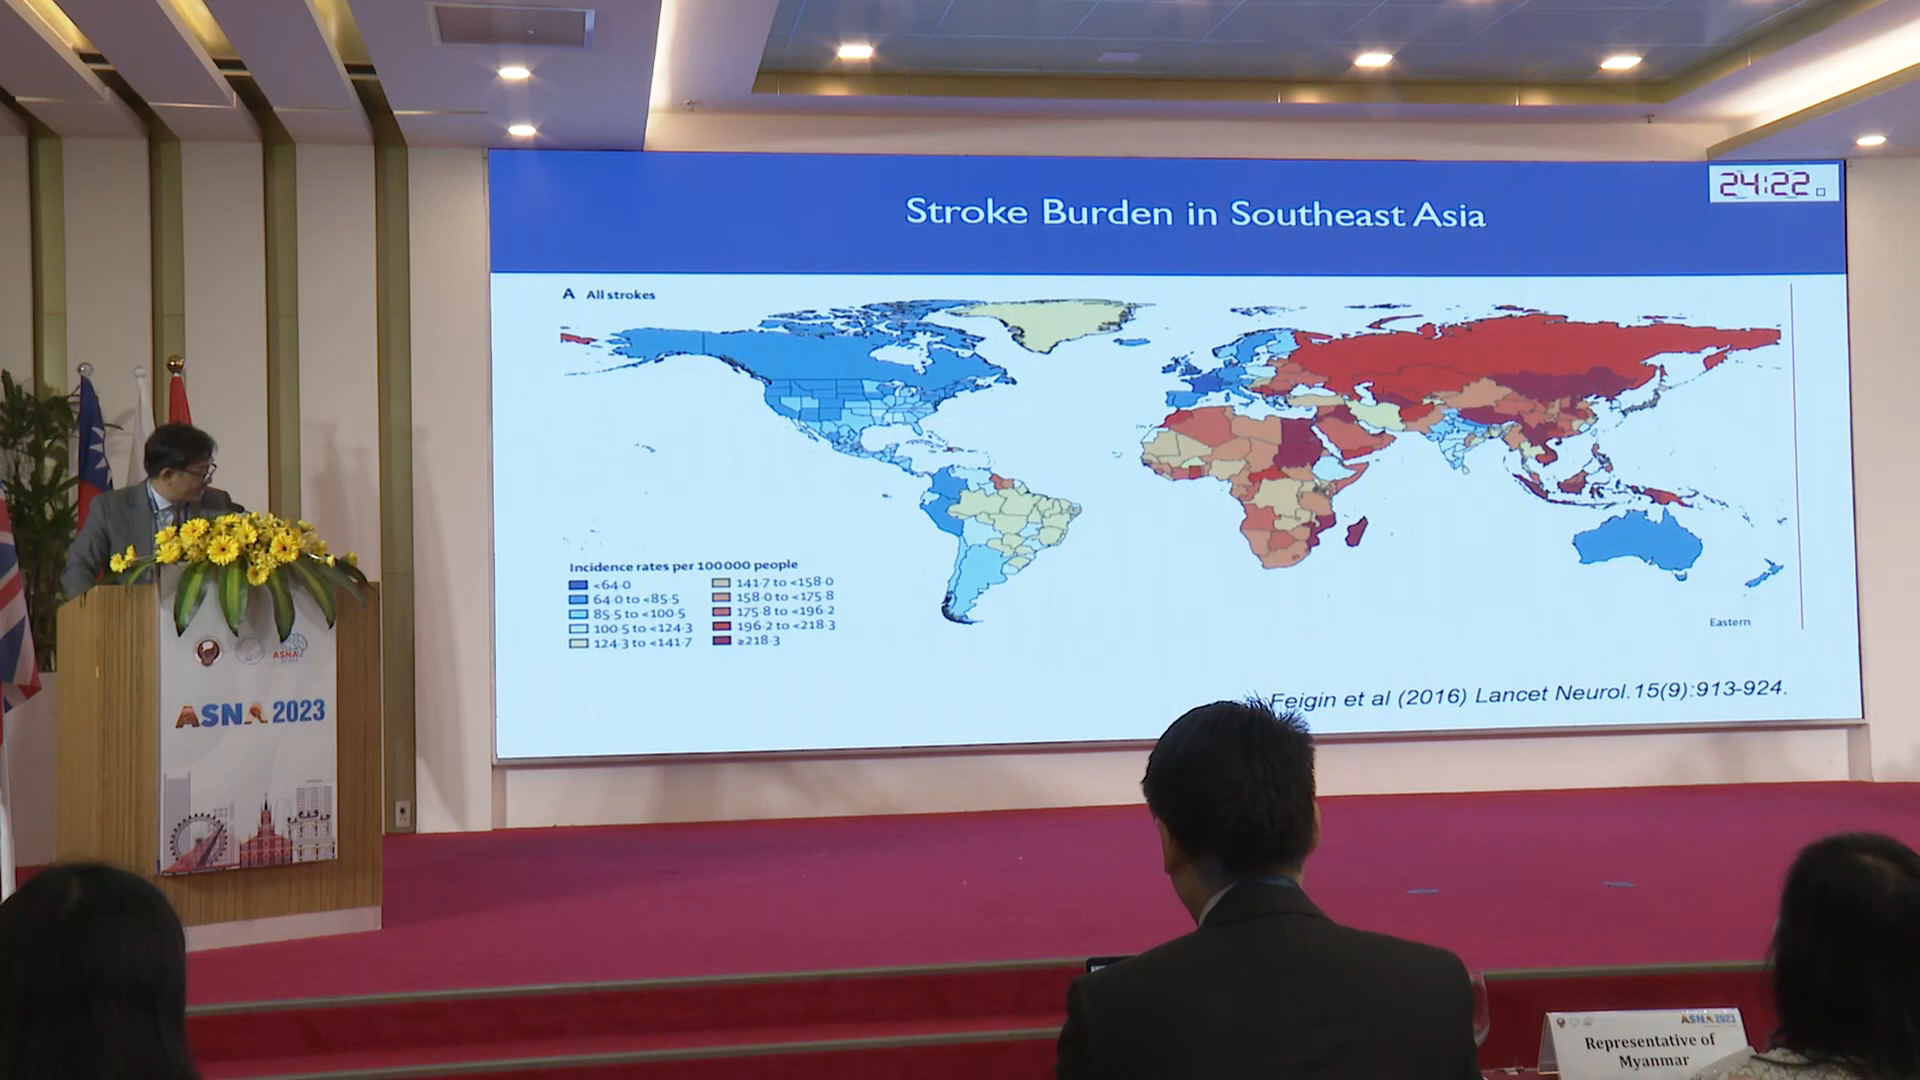 24:22
Stroke Burden in Southeast Asia
A All strokes
Incidence rates per 100 000 people
<64·0
64·0 to <85·5
85·5 to <100·5
100·5 to <124·3
124·3 to <141·7
141·7 to <158·0
158·0 to <175·8
175·8 to <196·2
196·2 to <218·3
≥218·3
Eastern
Feigin et al (2016) Lancet Neurol.15(9):913-924.
ASNA
ASNA 2023
ASNA 2023
Representative of
Myanmar